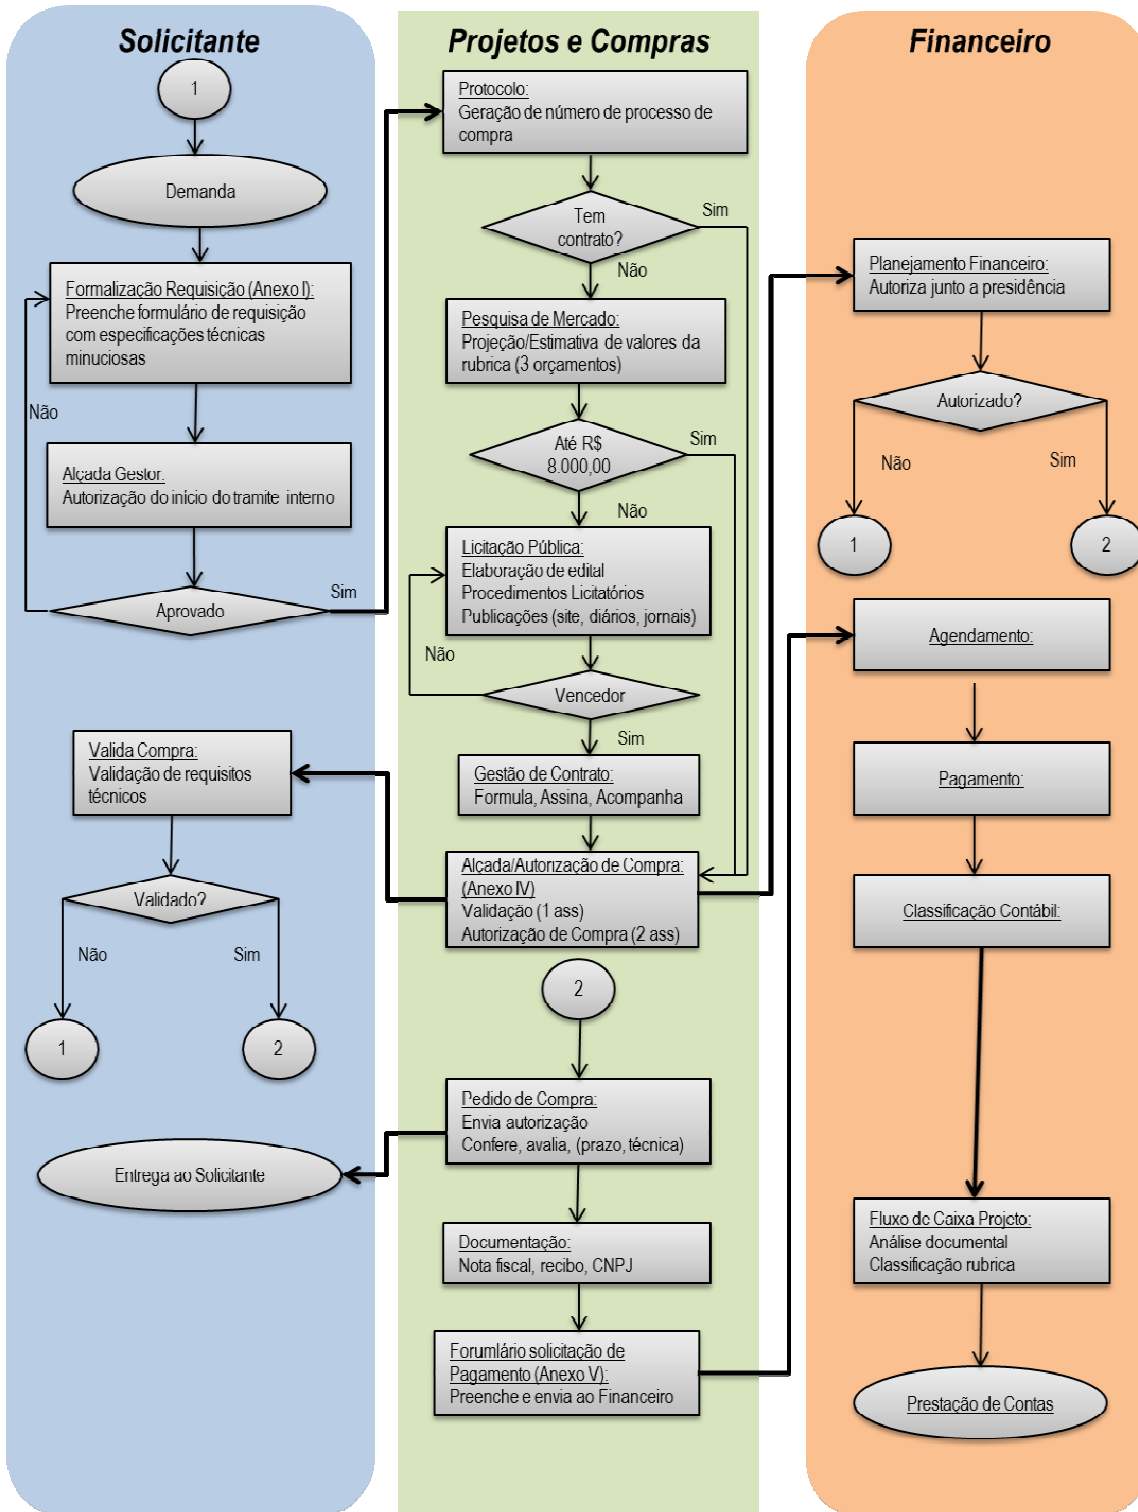 Solicitante
1
Demanda
Formalização Requisição (Anexo I):
Preenche formulário de requisição
com especificações técnicas
minuciosas
Não
Alçada Gestor:
Autorização do início do tramite interno
Aprovado
Sim
Valida Compra:
Validação de requisitos
técnicos
Validado?
Não
Sim
1
2
Entrega ao Solicitante
Projetos e Compras
Protocolo:
Geração de número de processo de
compra
Tem
contrato?
Sim
Não
Pesquisa de Mercado:
Projeção/Estimativa de valores da
rubrica (3 orçamentos)
Até R$
8.000,00
Sim
Não
Licitação Pública:
Elaboração de edital
Procedimentos Licitatórios
Publicações (site, diários, jornais)
Não
Vencedor
Sim
Gestão de Contrato:
Formula, Assina, Acompanha
Alçada/Autorização de Compra:
(Anexo IV)
Validação (1 ass)
Autorização de Compra (2 ass)
2
Pedido de Compra:
Envia autorização
Confere, avalia, (prazo, técnica)
Documentação:
Nota fiscal, recibo, CNPJ
Forumlário solicitação de
Pagamento (Anexo V):
Preenche e envia ao Financeiro
Financeiro
Planejamento Financeiro:
Autoriza junto a presidência
Autorizado?
Não
Sim
1
2
Agendamento:
Pagamento:
Classificação Contábil:
Fluxo de Caixa Projeto:
Análise documental
Classificação rubrica
Prestação de Contas